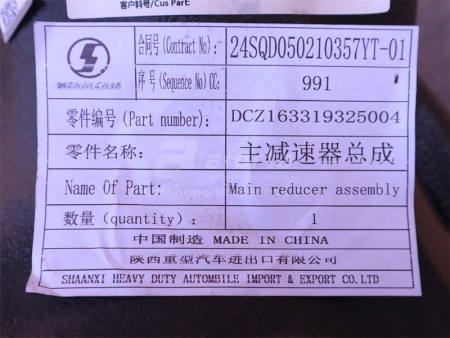 客户料号/Cus Part:
合同号(Contract No): 24SQD050210357YT-01
序号(Sequence No)CC: 991
零件编号(Part number): DCZ163319325004
零件名称: 主减速器总成
Name Of Part: Main reducer assembly
数量(quantity): 1
中国制造 MADE IN CHINA
陕西重型汽车进出口有限公司
SHAANXI HEAVY DUTY AUTOMBILE IMPORT & EXPORT CO.LTD